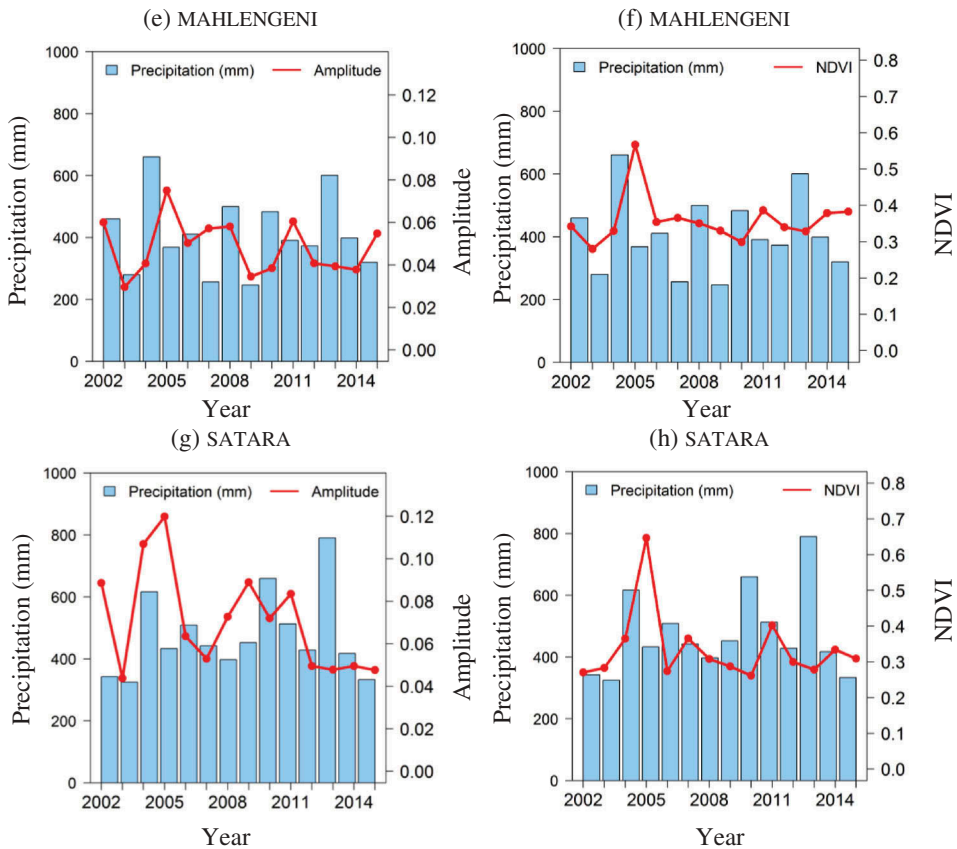 (e) MAHLENGENI
Precipitation (mm) Amplitude
1000
800
600
400
200
0
0.12
0.10
0.08
0.06
0.04
0.02
0.00
2002 2005 2008 2011 2014
Precipitation (mm)
Amplitude
Year
(f) MAHLENGENI
Precipitation (mm) NDVI
1000
800
600
400
200
0
0.8
0.7
0.6
0.5
0.4
0.3
0.2
0.1
0.0
2002 2005 2008 2011 2014
Precipitation (mm)
NDVI
Year
(g) SATARA
Precipitation (mm) Amplitude
1000
800
600
400
200
0
0.12
0.10
0.08
0.06
0.04
0.02
0.00
2002 2005 2008 2011 2014
Precipitation (mm)
Amplitude
Year
(h) SATARA
Precipitation (mm) NDVI
1000
800
600
400
200
0
0.8
0.7
0.6
0.5
0.4
0.3
0.2
0.1
0.0
2002 2005 2008 2011 2014
Precipitation (mm)
NDVI
Year